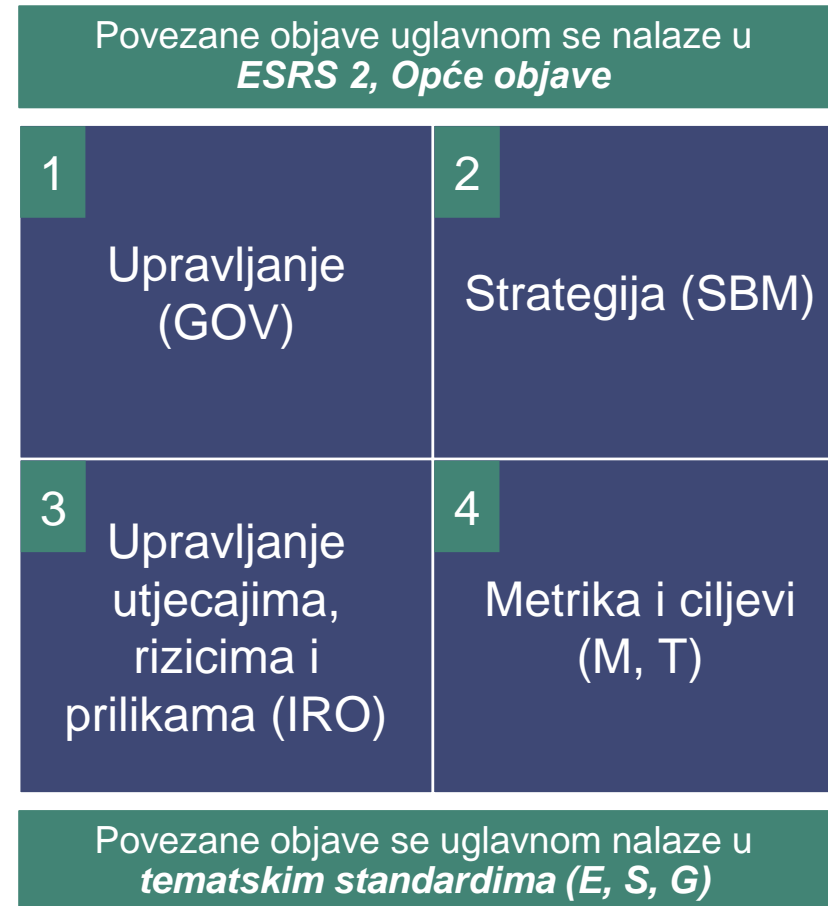 Povezane objave uglavnom se nalaze u
ESRS 2, Opće objave
1
Upravljanje
(GOV)
2
Strategija (SBM)
3
Upravljanje
utjecajima,
rizicima i
prilikama (IRO)
4
Metrika i ciljevi
(M, T)
Povezane objave se uglavnom nalaze u
tematskim standardima (E, S, G)